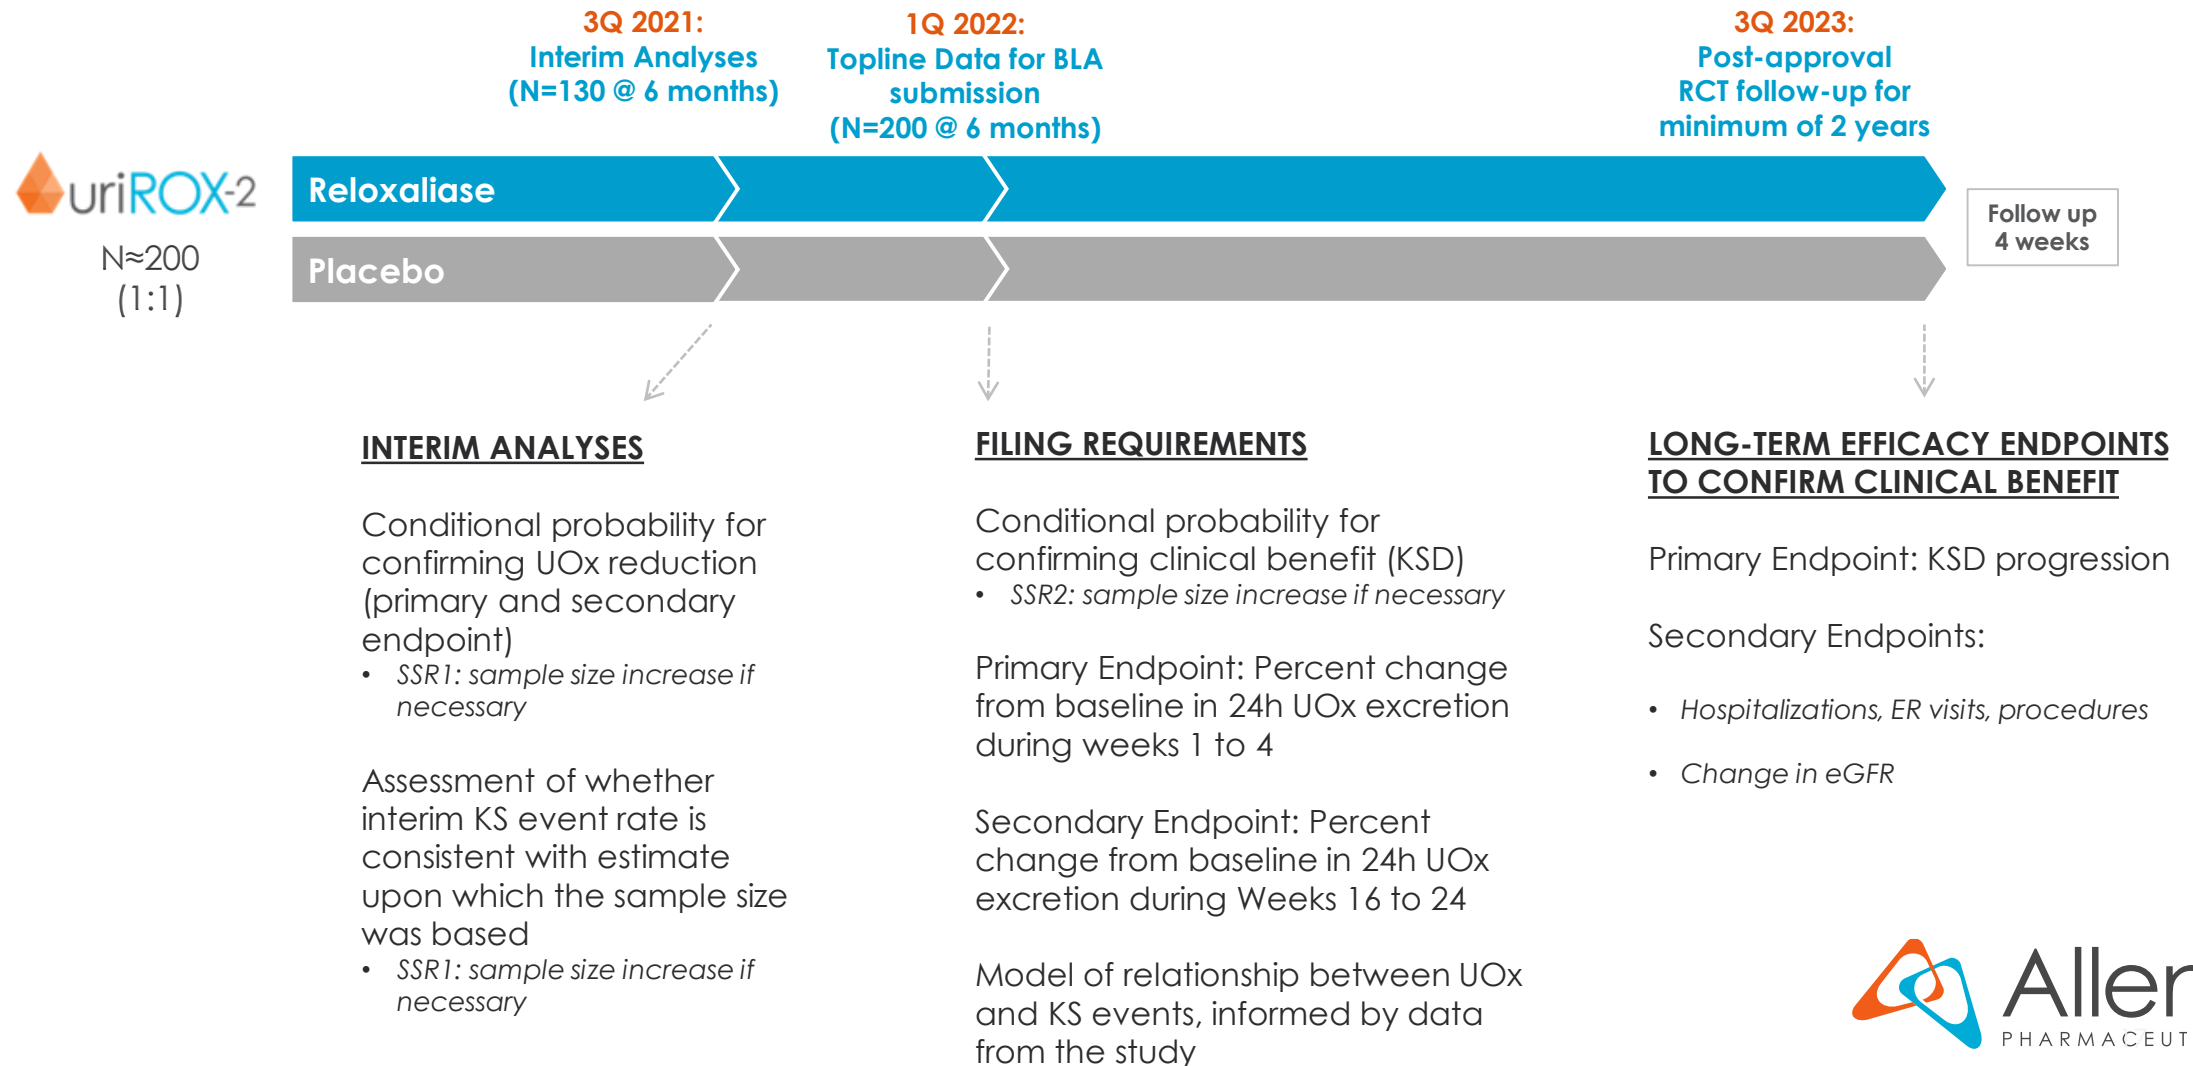 3Q 2021:
Interim Analyses
(N=130 @ 6 months)
1Q 2022:
Topline Data for BLA
submission
(N=200 @ 6 months)
3Q 2023:
Post-approval
RCT follow-up for
minimum of 2 years
uriROX-2
N≈200
(1:1)
Reloxaliase
Placebo
Follow up
4 weeks
INTERIM ANALYSES
Conditional probability for
confirming UOx reduction
(primary and secondary
endpoint)
• SSR1: sample size increase if
necessary
Assessment of whether
interim KS event rate is
consistent with estimate
upon which the sample size
was based
• SSR1: sample size increase if
necessary
FILING REQUIREMENTS
Conditional probability for
confirming clinical benefit (KSD)
• SSR2: sample size increase if necessary
Primary Endpoint: Percent change
from baseline in 24h UOx excretion
during weeks 1 to 4
Secondary Endpoint: Percent
change from baseline in 24h UOx
excretion during Weeks 16 to 24
Model of relationship between UOx
and KS events, informed by data
from the study
LONG-TERM EFFICACY ENDPOINTS
TO CONFIRM CLINICAL BENEFIT
Primary Endpoint: KSD progression
Secondary Endpoints:
• Hospitalizations, ER visits, procedures
• Change in eGFR
Aller
PHARMACEUT